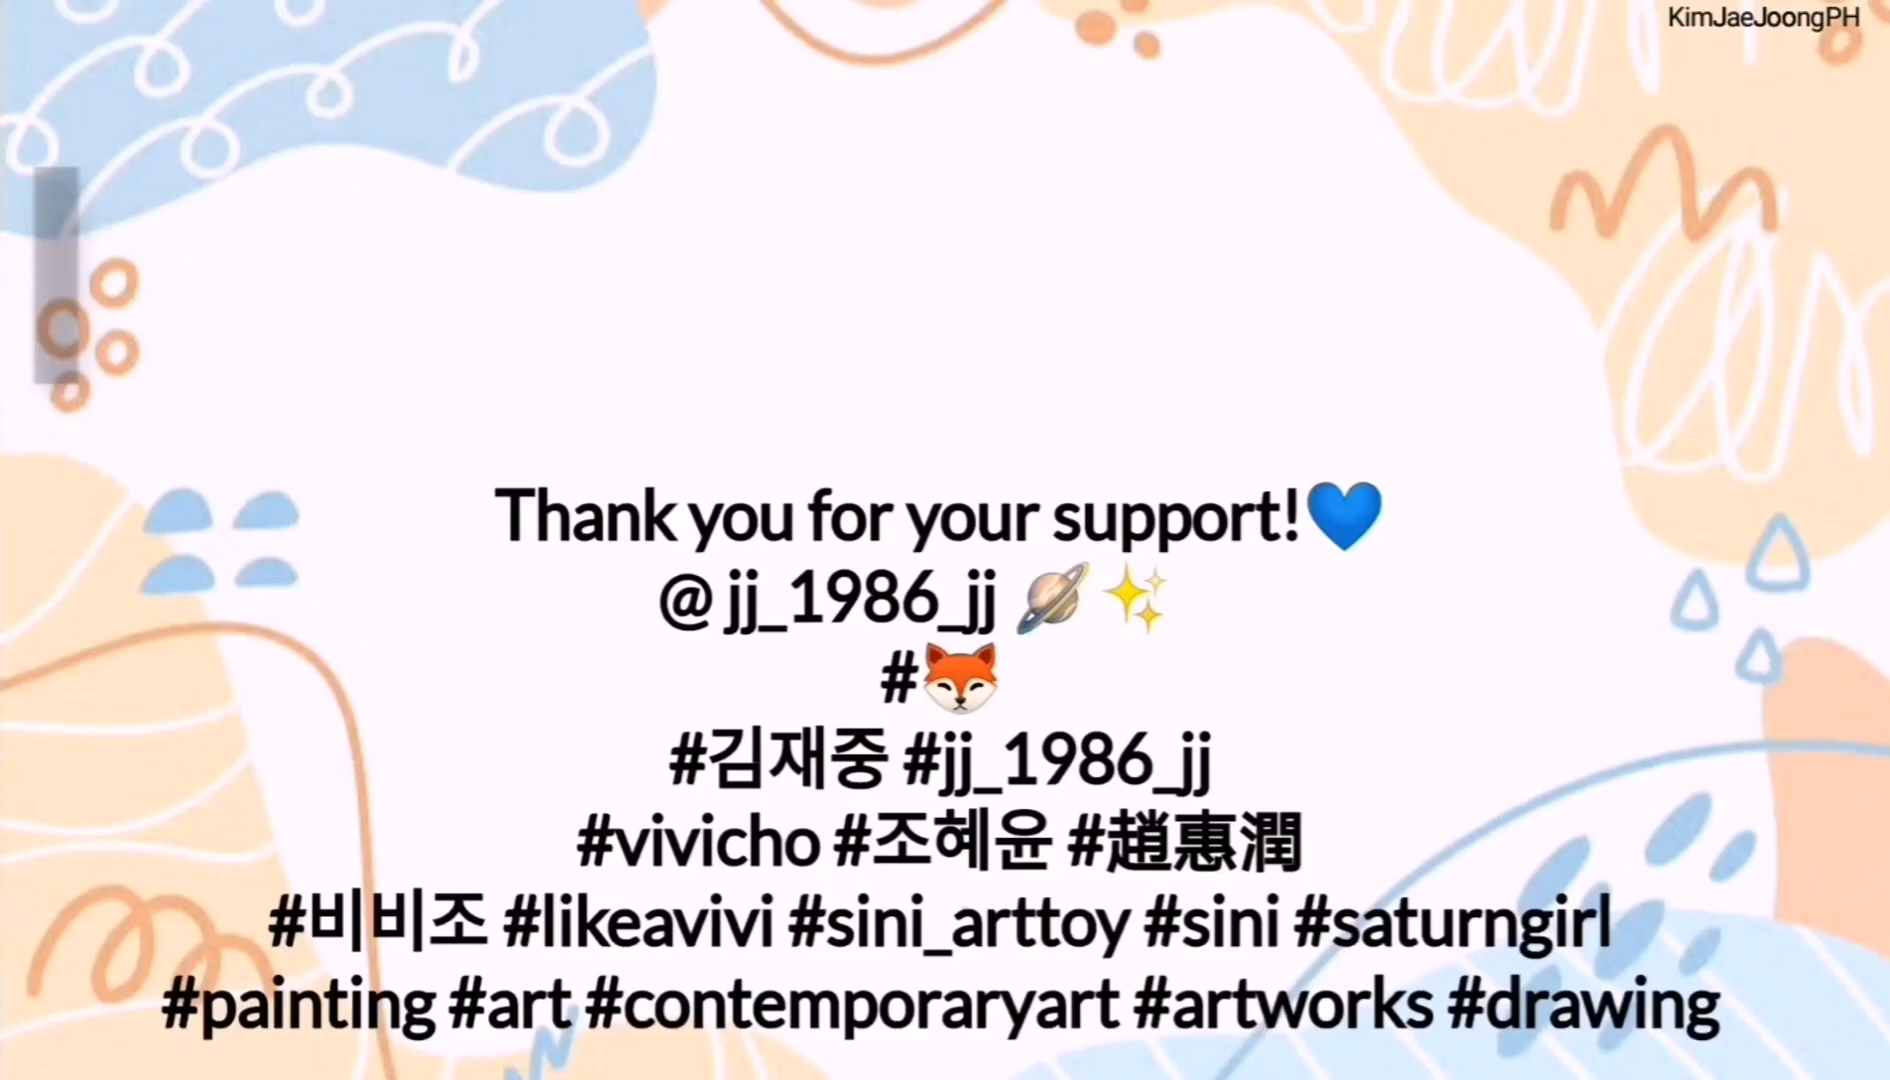 KimJaeJoongPH
Thank you for your support!💙
@jj_1986_jj 🪐✨
#🦊
#김재중 #jj_1986_jj
#vivicho #조혜윤 #趙惠潤
#비비조 #likeavivi #sini_arttoy #sini #saturngirl
#painting #art #contemporaryart #artworks #drawing